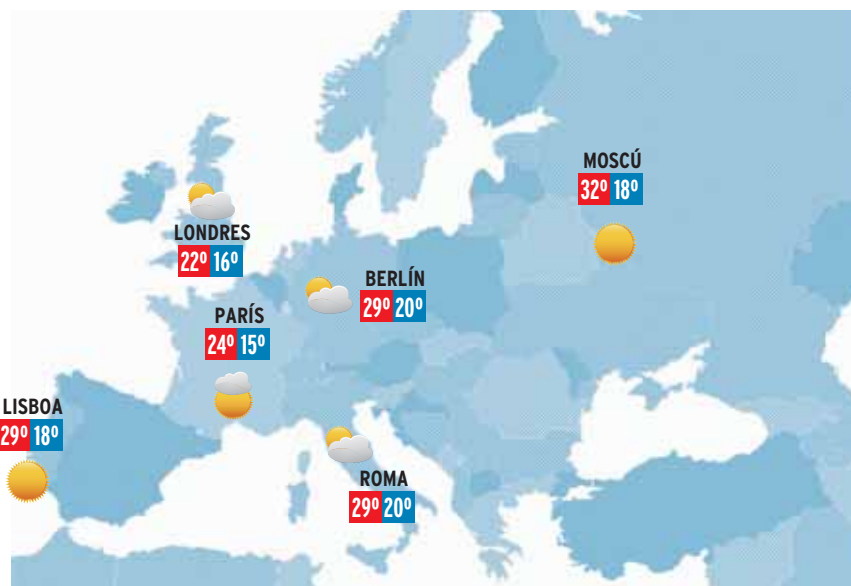 MOSCÚ
32º 18º
LONDRES
22º 16º
BERLÍN
29º 20º
PARÍS
24º 15º
LISBOA
29º 18º
ROMA
29º 20º